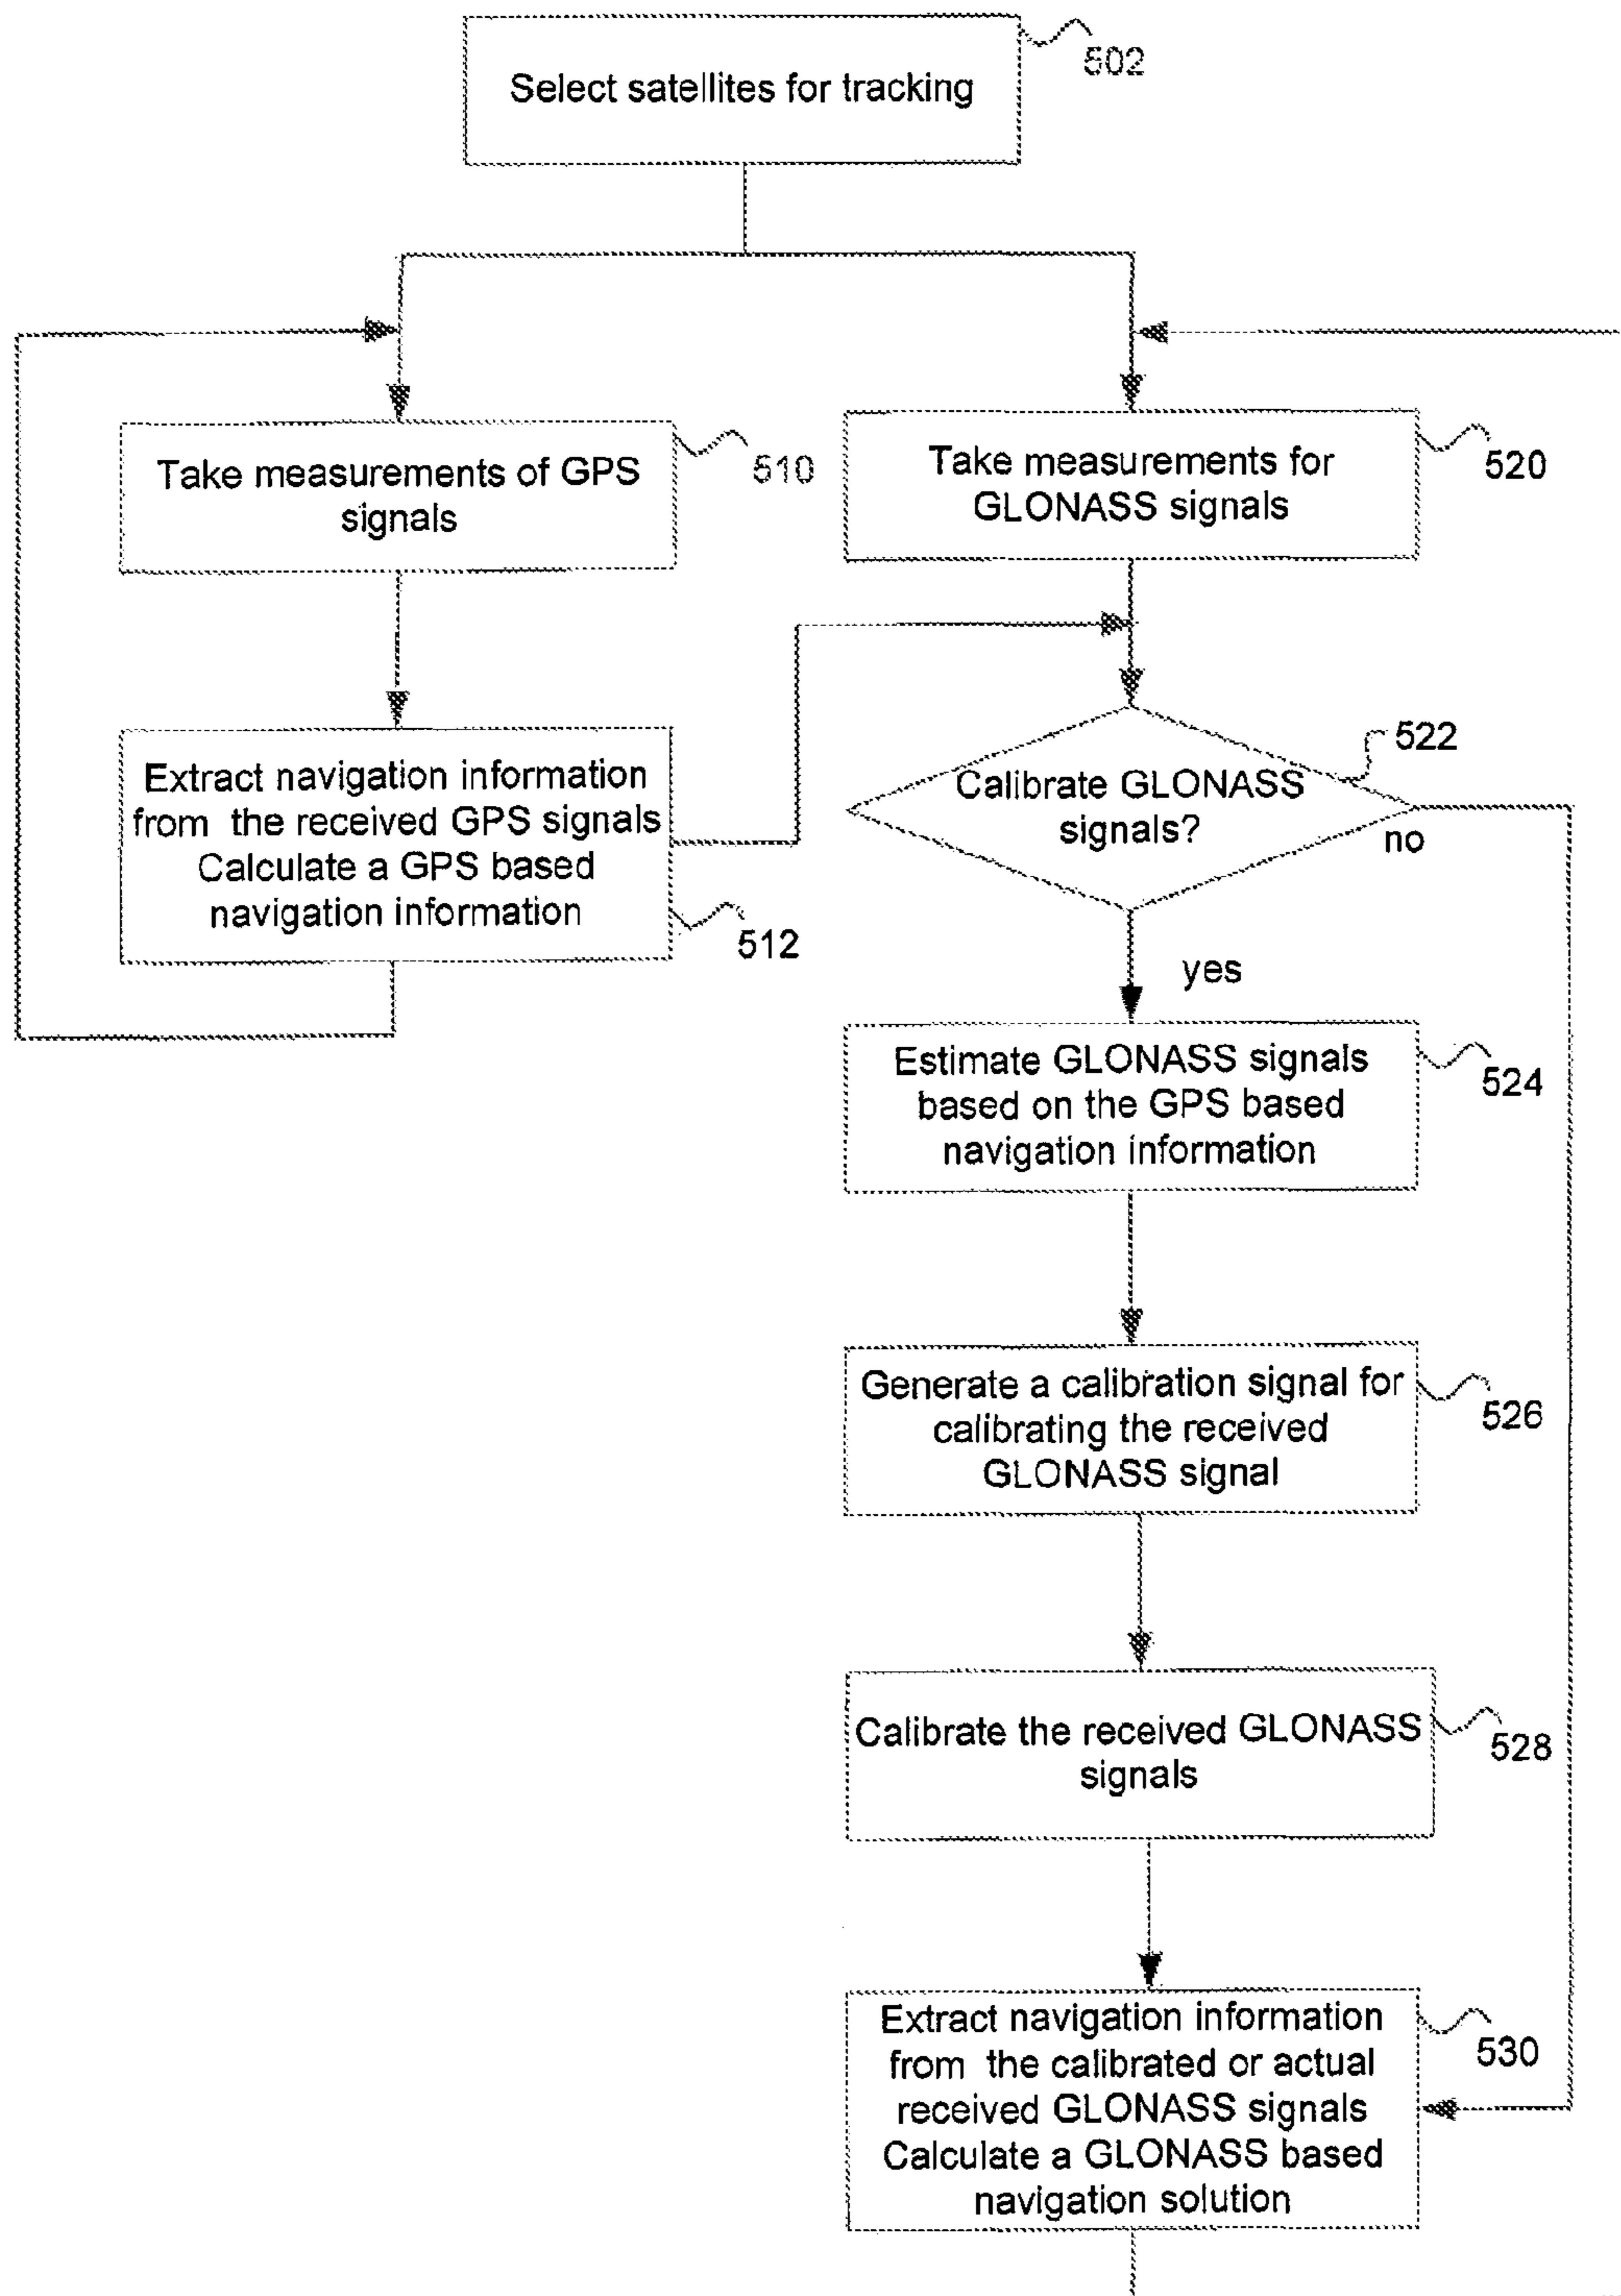 Select satellites for tracking
502
Take measurements of GPS
signals
510
Take measurements for
GLONASS signals
520
Extract navigation information
from the received GPS signals
Calculate a GPS based
navigation information
512
Calibrate GLONASS
signals?
522
no
yes
Estimate GLONASS signals
based on the GPS based
navigation information
524
Generate a calibration signal for
calibrating the received
GLONASS signal
526
Calibrate the received GLONASS
signals
528
Extract navigation information
from the calibrated or actual
received GLONASS signals
Calculate a GLONASS based
navigation solution
530